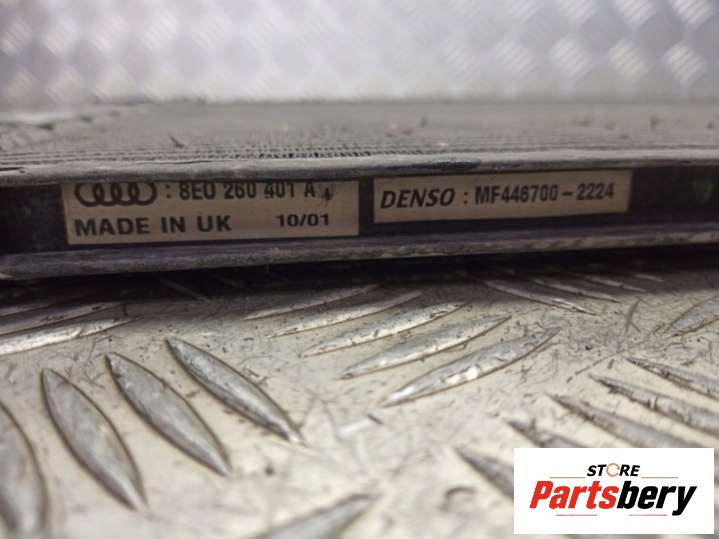 : 8E0 260 401 A
MADE IN UK 10/01
DENSO : MF446700-2224
STORE
Partsbery